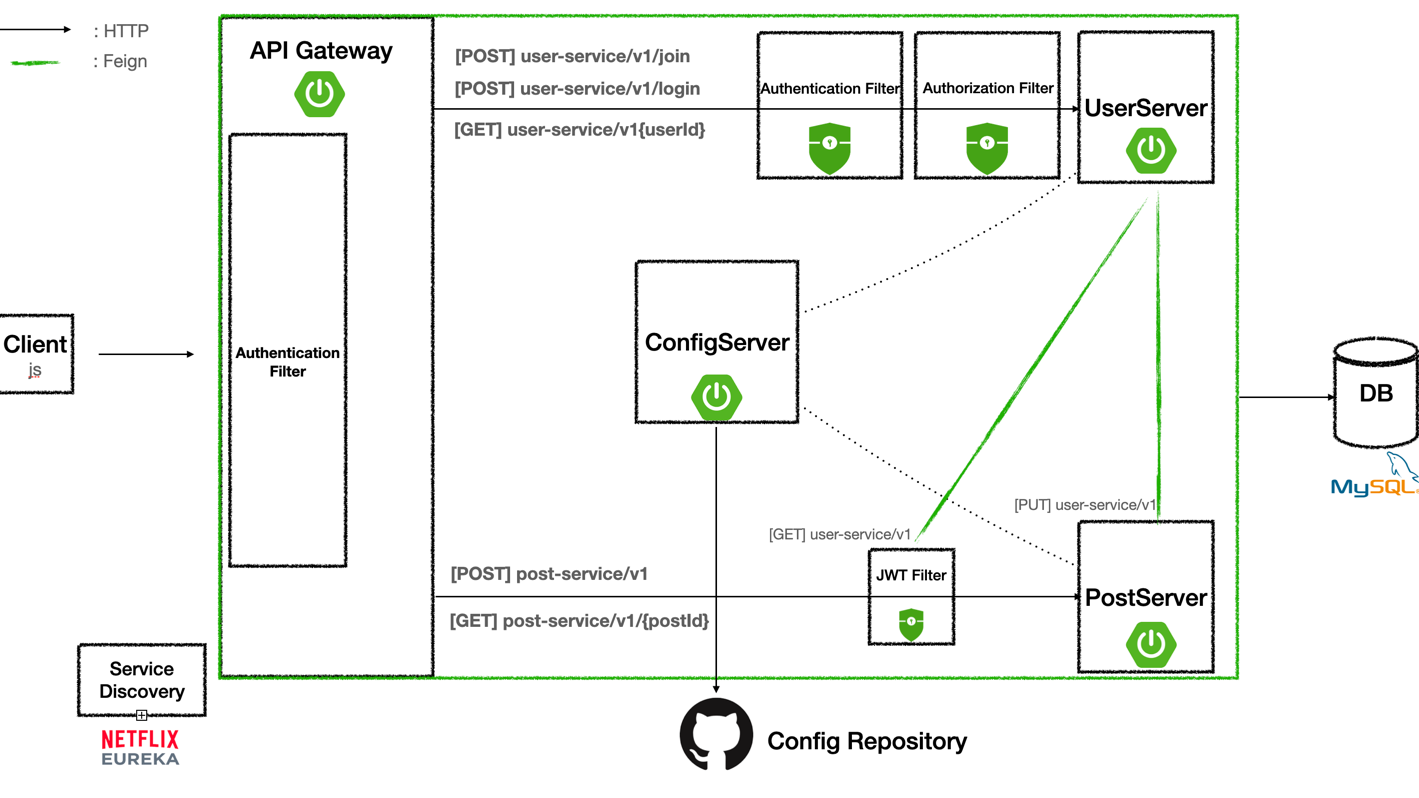 : HTTP
: Feign
API Gateway
[POST] user-service/v1/join
[POST] user-service/v1/login
[GET] user-service/v1{userId}
Authentication Filter
Authorization Filter
UserServer
Authentication
Filter
Client
js
ConfigServer
DB
MySQL
[PUT] user-service/v1
[GET] user-service/v1
JWT Filter
[POST] post-service/v1
[GET] post-service/v1/{postId}
PostServer
Service
Discovery
NETFLIX
EUREKA
Config Repository